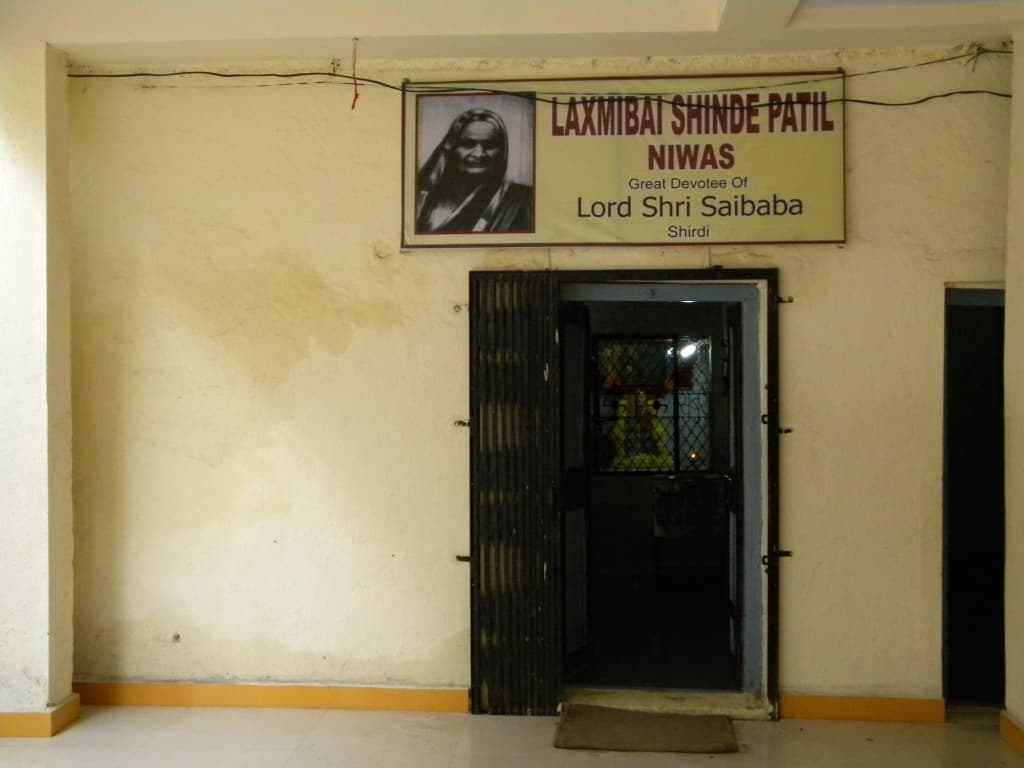 LAXMIBAI SHINDE PATIL
NIWAS
Great Devotee Of
Lord Shri Saibaba
Shirdi